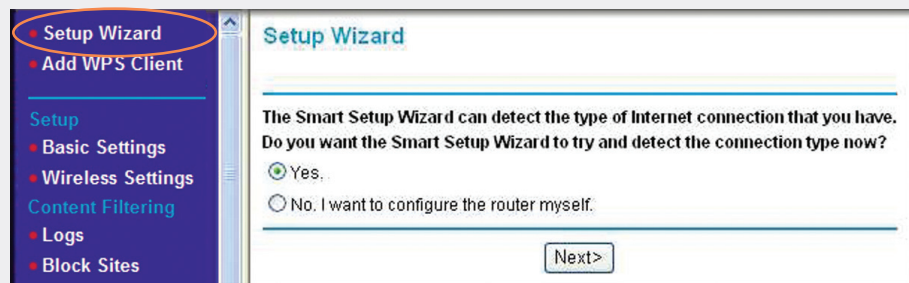 Setup Wizard
Add WPS Client
Setup
Basic Settings
Wireless Settings
Content Filtering
Logs
Block Sites
Setup Wizard
The Smart Setup Wizard can detect the type of Internet connection that you have.
Do you want the Smart Setup Wizard to try and detect the connection type now?
Yes.
No. I want to configure the router myself.
Next>